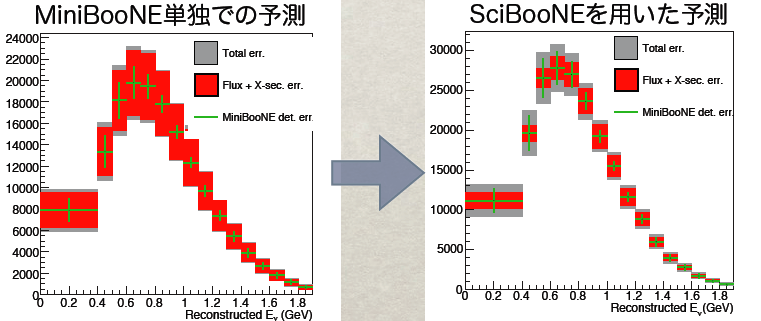 MiniBooNE単独での予測
24000
22000
20000
18000
16000
14000
12000
10000
8000
6000
4000
2000
0
Total err.
Flux + X-sec. err.
MiniBooNE det. err.
0 0.2 0.4 0.6 0.8 1 1.2 1.4 1.6 1.8
Reconstructed Eν (GeV)
SciBooNEを用いた予測
30000
25000
20000
15000
10000
5000
0
Total err.
Flux + X-sec. err.
MiniBooNE det. err.
0 0.2 0.4 0.6 0.8 1 1.2 1.4 1.6 1.8
Reconstructed Eν (GeV)